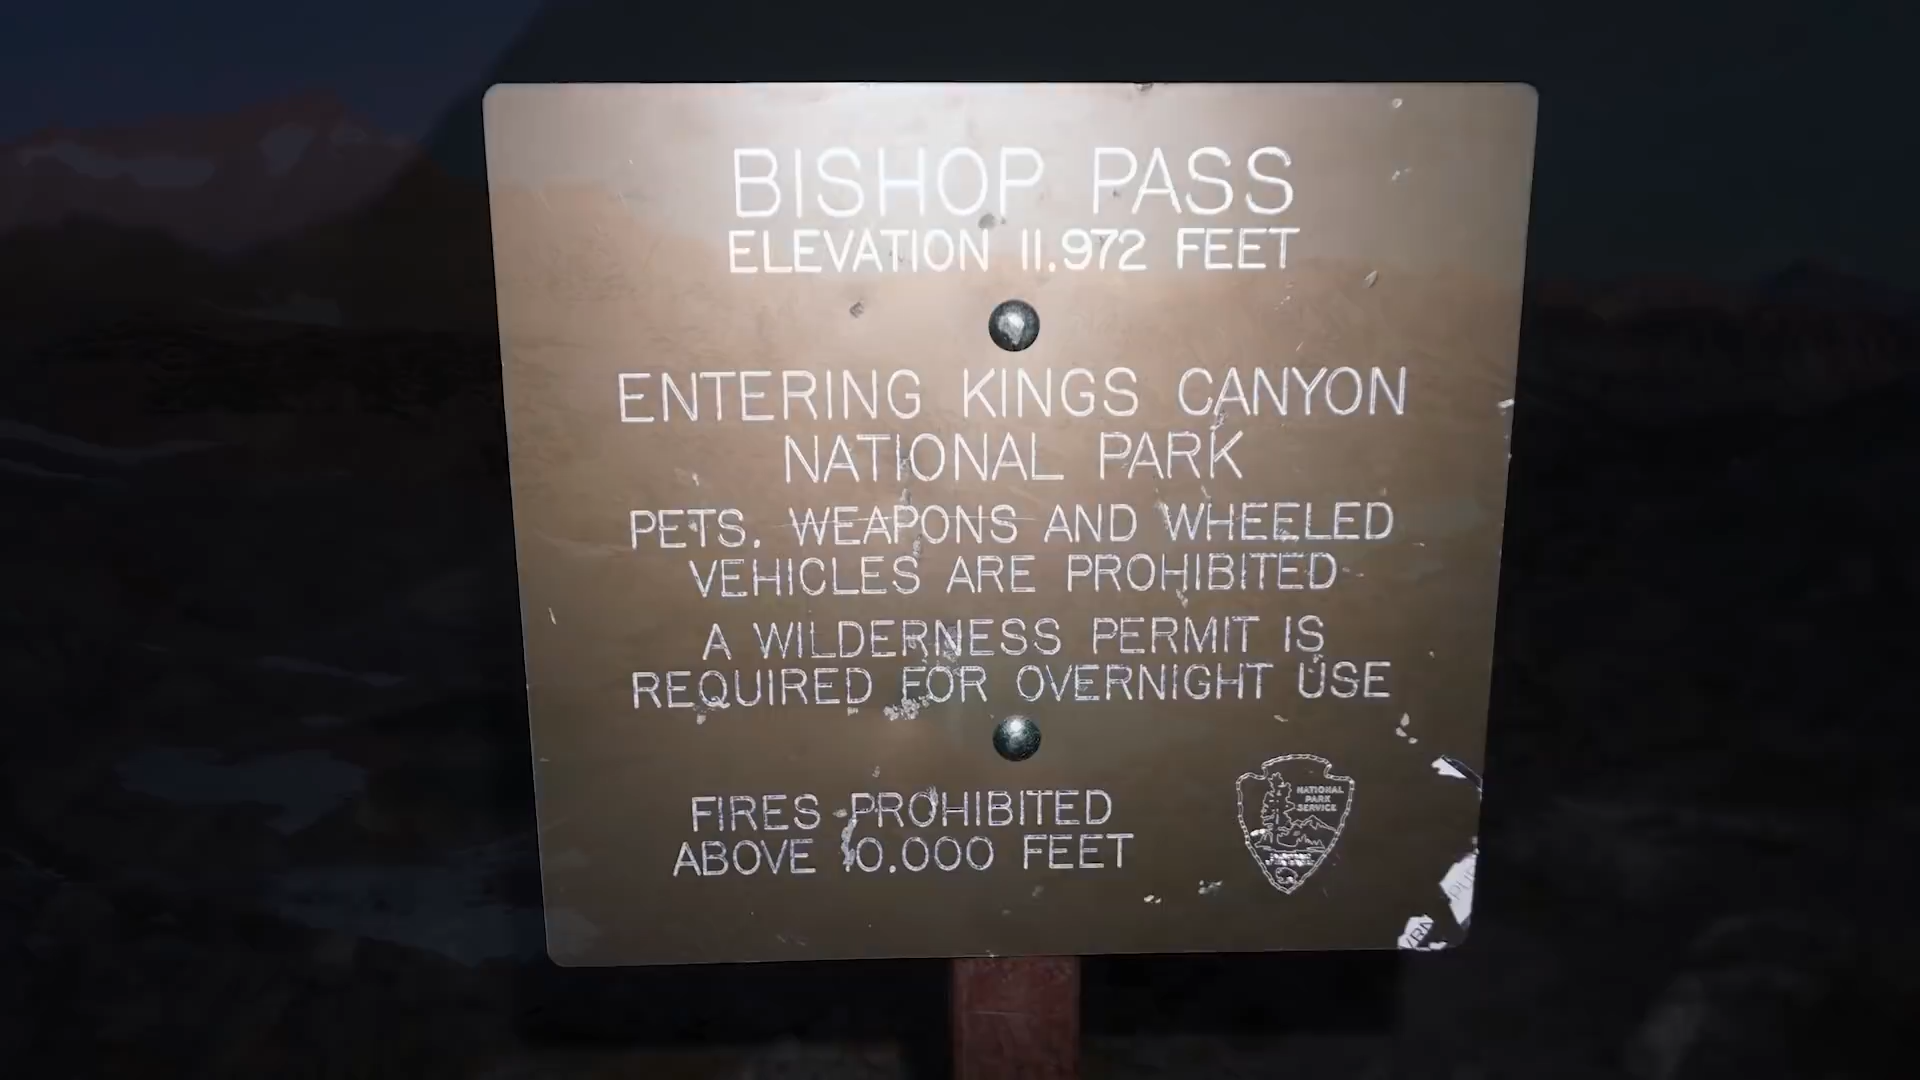 BISHOP PASS
ELEVATION 11.972 FEET
ENTERING KINGS CANYON
NATIONAL PARK
PETS, WEAPONS AND WHEELED
VEHICLES ARE PROHIBITED
A WILDERNESS PERMIT IS
REQUIRED FOR OVERNIGHT USE
FIRES PROHIBITED
ABOVE 10.000 FEET
NATIONAL
PARK
SERVICE